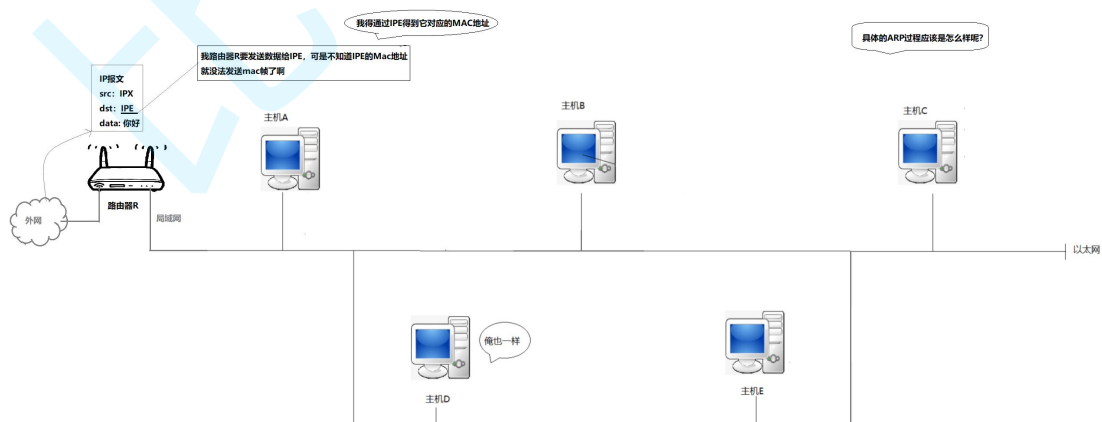 我得通过IPE得到它对应的MAC地址
具体的ARP过程应该是怎么样呢?
我路由器R要发送数据给IPE，可是不知道IPE的Mac地址
就没法发送mac帧了啊
IP报文
src: IPX
dst: IPE
data: 你好
主机A
主机B
主机C
路由器R
外网
局域网
以太网
俺也一样
主机D
主机E